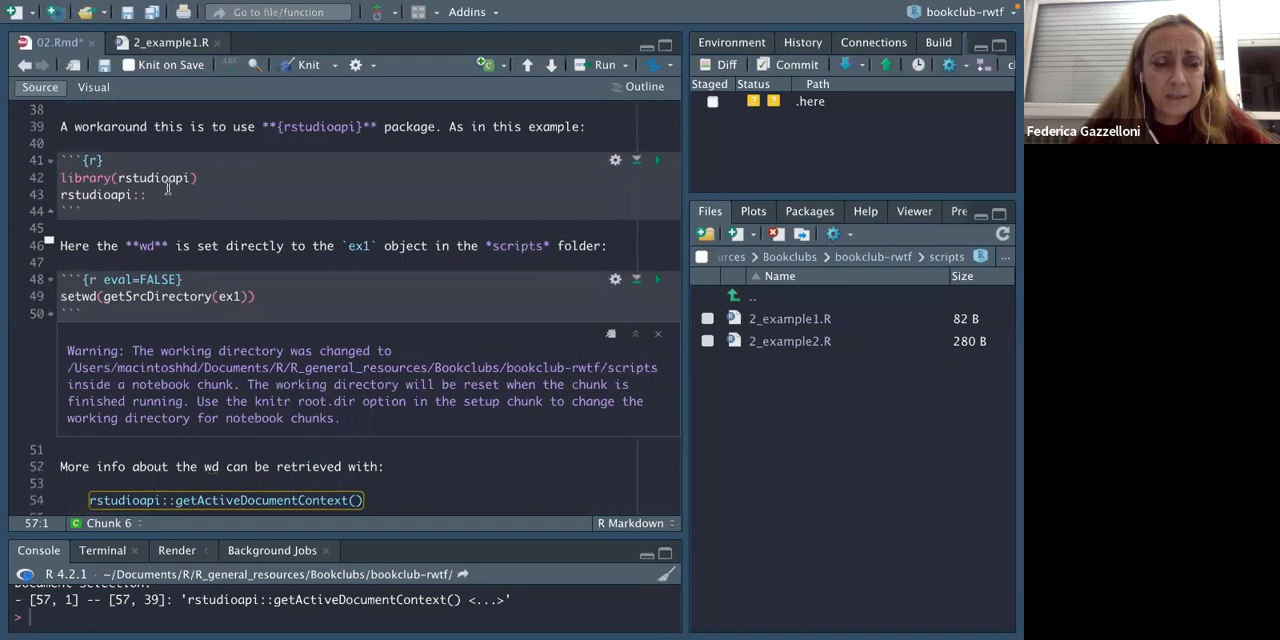 Go to file/function
Addins
bookclub-rwtf
02.Rmd*
2_example1.R
Knit on Save
ABC
Knit
Run
Source
Visual
Outline
38
39 A workaround this is to use **{rstudioapi}** package. As in this example:
40
41 ```{r}
42 library(rstudioapi)
43 rstudioapi::
44 ```
45
46 Here the **wd** is set directly to the `ex1` object in the *scripts* folder:
47
48 ```{r eval=FALSE}
49 setwd(getSrcDirectory(ex1))
50 ```
Warning: The working directory was changed to
/Users/macintoshhd/Documents/R/R_general_resources/Bookclubs/bookclub-rwtf/scripts
inside a notebook chunk. The working directory will be reset when the chunk is
finished running. Use the knitr root.dir option in the setup chunk to change the
working directory for notebook chunks.
51
52 More info about the wd can be retrieved with:
53
54 rstudioapi::getActiveDocumentContext()
57:1 Chunk 6 R Markdown
Console Terminal Render Background Jobs
R 4.2.1 · ~/Documents/R/R_general_resources/Bookclubs/bookclub-rwtf/
Document Selection:
- [57, 1] -- [57, 39]: 'rstudioapi::getActiveDocumentContext() <...>'
>
Environment History Connections Build
Diff Commit
Staged Status Path
? ? .here
Files Plots Packages Help Viewer Pre
urces Bookclubs bookclub-rwtf scripts ...
Name Size
..
2_example1.R 82 B
2_example2.R 280 B
Federica Gazzelloni